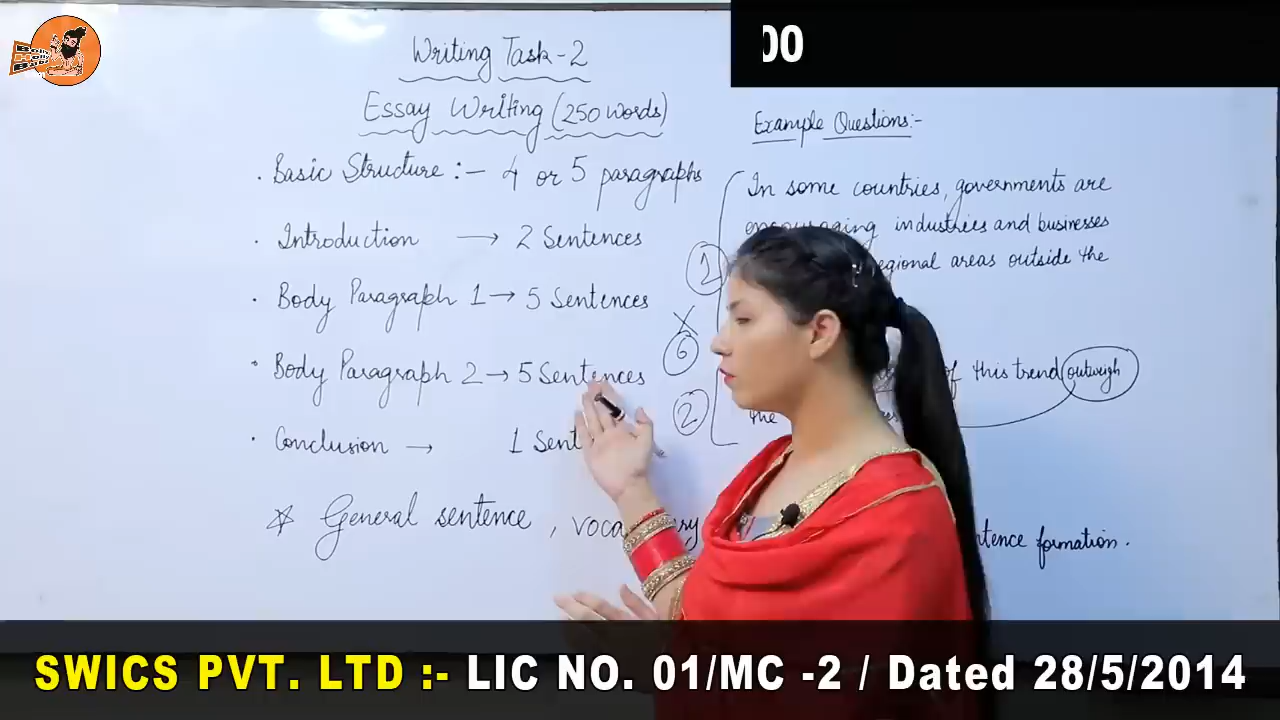 00
Writing Task-2
Essay Writing (250 words)
• Basic Structure :- 4 or 5 paragraphs
• Introduction → 2 Sentences
• Body Paragraph 1 → 5 Sentences
• Body Paragraph 2 → 5 Sentences
• Conclusion → 1 Sent
☆ General sentence, voca
Example Questions:-
1
In some countries, governments are
industries and businesses
regional areas outside the
X
6
2
of this trend outweigh
the
formation.
SWICS PVT. LTD :- LIC NO. 01/MC -2 / Dated 28/5/2014